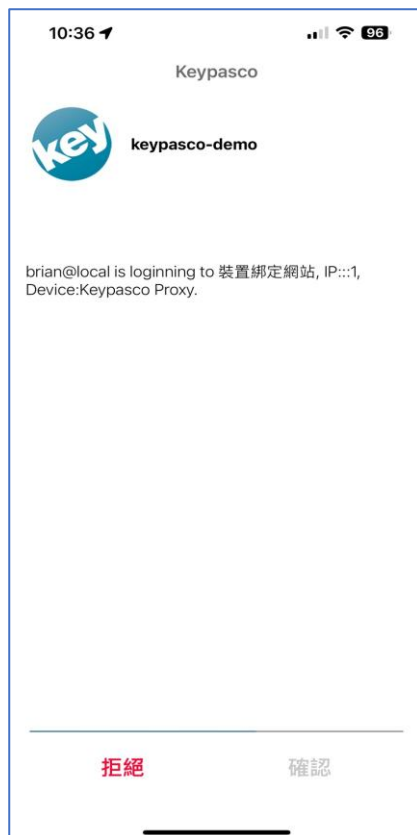 10:36
96
Keypasco
key
keypasco-demo
brian@local is loginning to 裝置綁定網站, IP:::1,
Device:Keypasco Proxy.
拒絕 確認